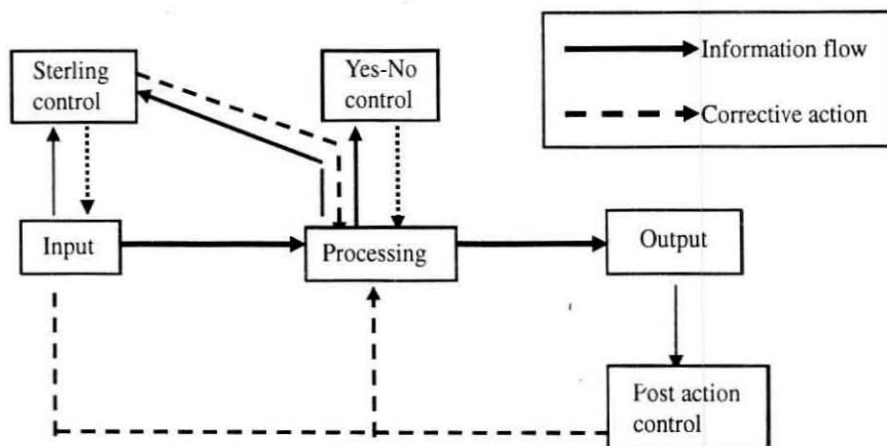 Sterling
control
Yes-No
control
Information flow
Corrective action
Input
Processing
Output
Post action
control